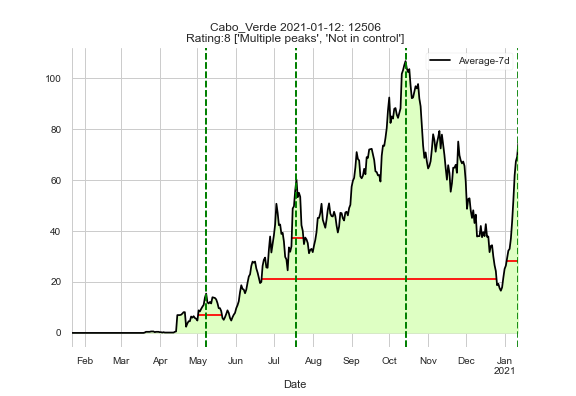 Cabo_Verde 2021-01-12: 12506
Rating:8 ['Multiple peaks', 'Not in control']
Average-7d
100
80
60
40
20
0
Feb Mar Apr May Jun Jul Aug Sep Oct Nov Dec Jan
2021
Date